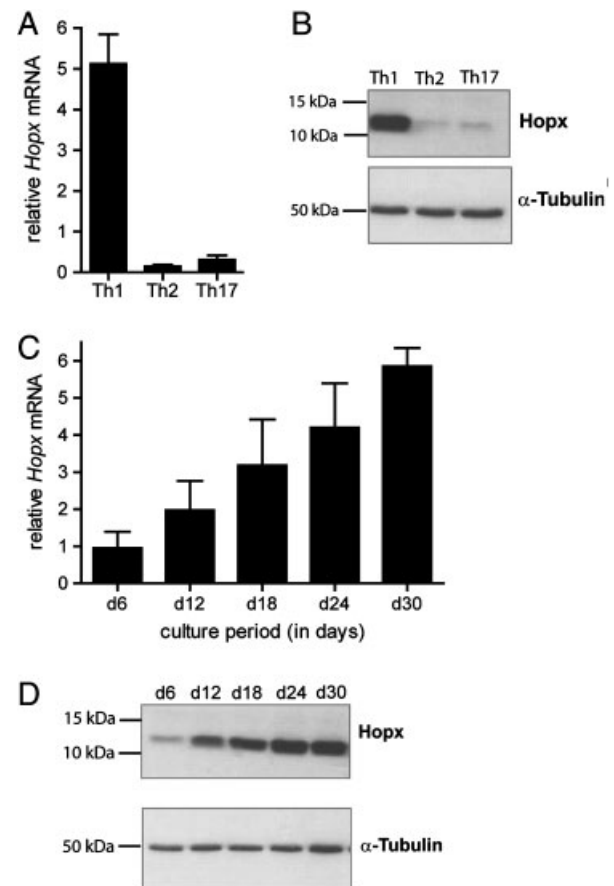 A
relative Hopx mRNA
6
5
4
3
2
1
0
Th1 Th2 Th17
B
Th1 Th2 Th17
15 kDa
10 kDa
Hopx
50 kDa
α-Tubulin
C
relative Hopx mRNA
6
5
4
3
2
1
0
d6 d12 d18 d24 d30
culture period (in days)
D
d6 d12 d18 d24 d30
15 kDa
10 kDa
Hopx
50 kDa
α-Tubulin